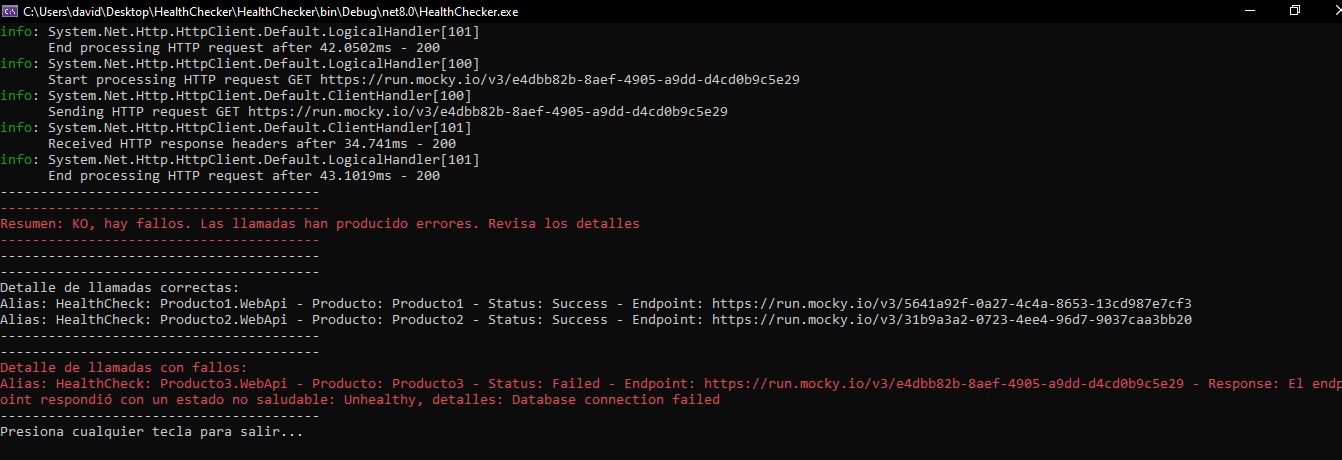 C:\Users\david\Desktop\HealthChecker\HealthChecker\bin\Debug\net8.0\HealthChecker.exe
info: System.Net.Http.HttpClient.Default.LogicalHandler[101]
End processing HTTP request after 42.0502ms - 200
info: System.Net.Http.HttpClient.Default.LogicalHandler[100]
Start processing HTTP request GET https://run.mocky.io/v3/e4dbb82b-8aef-4905-a9dd-d4cd0b9c5e29
info: System.Net.Http.HttpClient.Default.ClientHandler[100]
Sending HTTP request GET https://run.mocky.io/v3/e4dbb82b-8aef-4905-a9dd-d4cd0b9c5e29
info: System.Net.Http.HttpClient.Default.ClientHandler[101]
Received HTTP response headers after 34.741ms - 200
info: System.Net.Http.HttpClient.Default.LogicalHandler[101]
End processing HTTP request after 43.1019ms - 200
----------------------------------------
----------------------------------------
Resumen: KO, hay fallos. Las llamadas han producido errores. Revisa los detalles
----------------------------------------
----------------------------------------
----------------------------------------
Detalle de llamadas correctas:
Alias: HealthCheck: Producto1.WebApi - Producto: Producto1 - Status: Success - Endpoint: https://run.mocky.io/v3/5641a92f-0a27-4c4a-8653-13cd987e7cf3
Alias: HealthCheck: Producto2.WebApi - Producto: Producto2 - Status: Success - Endpoint: https://run.mocky.io/v3/31b9a3a2-0723-4ee4-96d7-9037caa3bb20
----------------------------------------
----------------------------------------
Detalle de llamadas con fallos:
Alias: HealthCheck: Producto3.WebApi - Producto: Producto3 - Status: Failed - Endpoint: https://run.mocky.io/v3/e4dbb82b-8aef-4905-a9dd-d4cd0b9c5e29 - Response: El endp
oint respondió con un estado no saludable: Unhealthy, detalles: Database connection failed
----------------------------------------
Presiona cualquier tecla para salir...